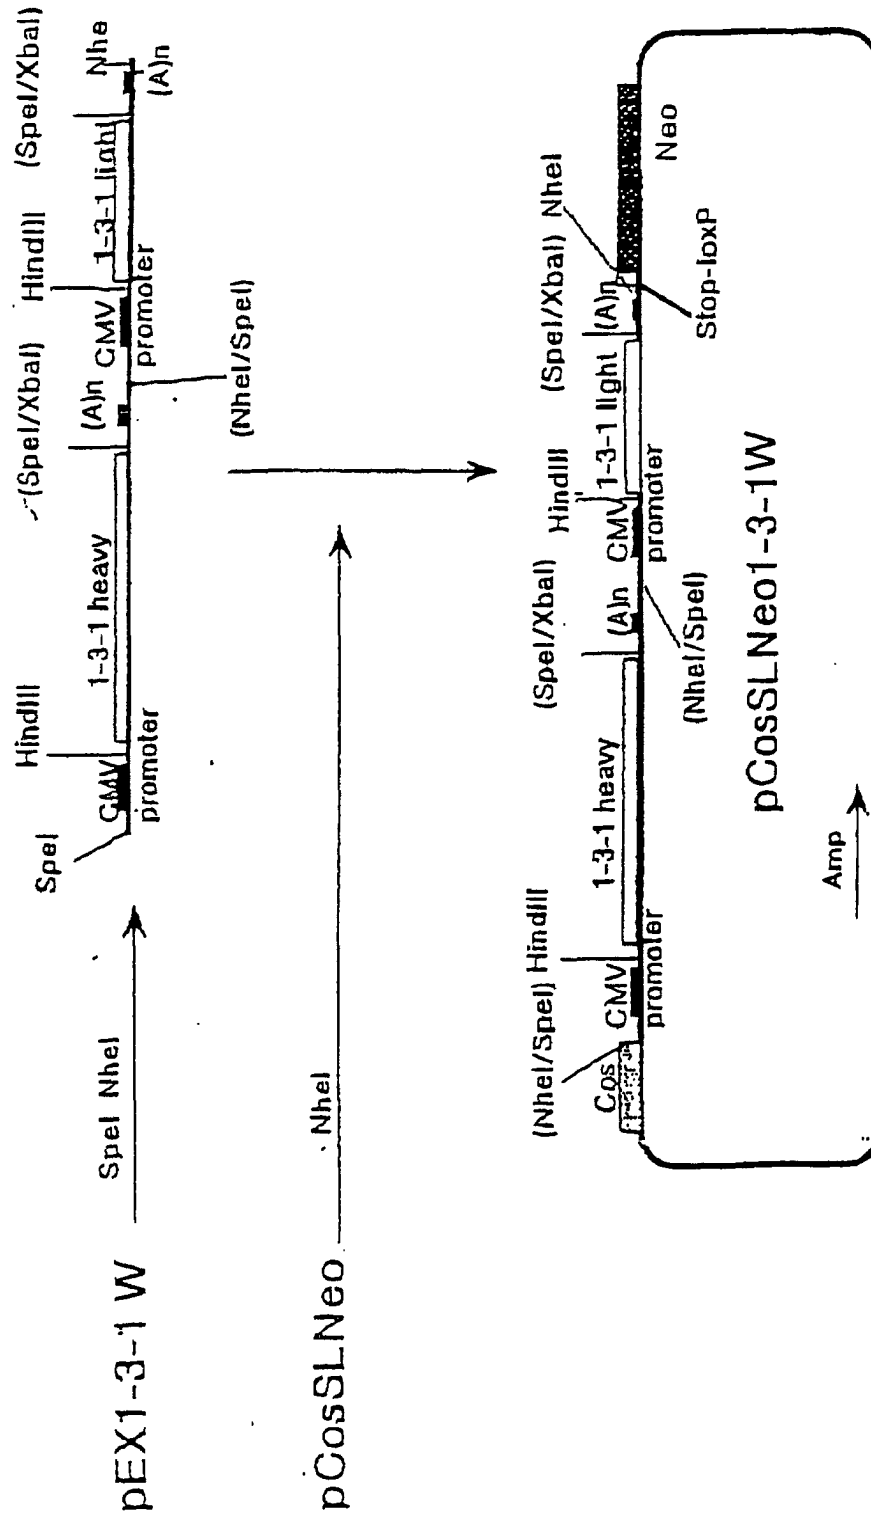 pEX1-3-1 W
SpeI NheI
SpeI
CMV
promoter
HindIII
1-3-1 heavy
(SpeI/XbaI)
(A)n
(NheI/SpeI)
CMV
promoter
HindIII
1-3-1 light
(SpeI/XbaI)
Nhe
(A)n
pCosSLNeo
NheI
(NheI/SpeI)
Cos
CMV
promoter
HindIII
1-3-1 heavy
(SpeI/XbaI)
(A)n
(NheI/SpeI)
CMV
promoter
HindIII
1-3-1 light
(SpeI/XbaI)
(A)n
NheI
Stop-loxP
Neo
pCosSLNeo1-3-1W
Amp